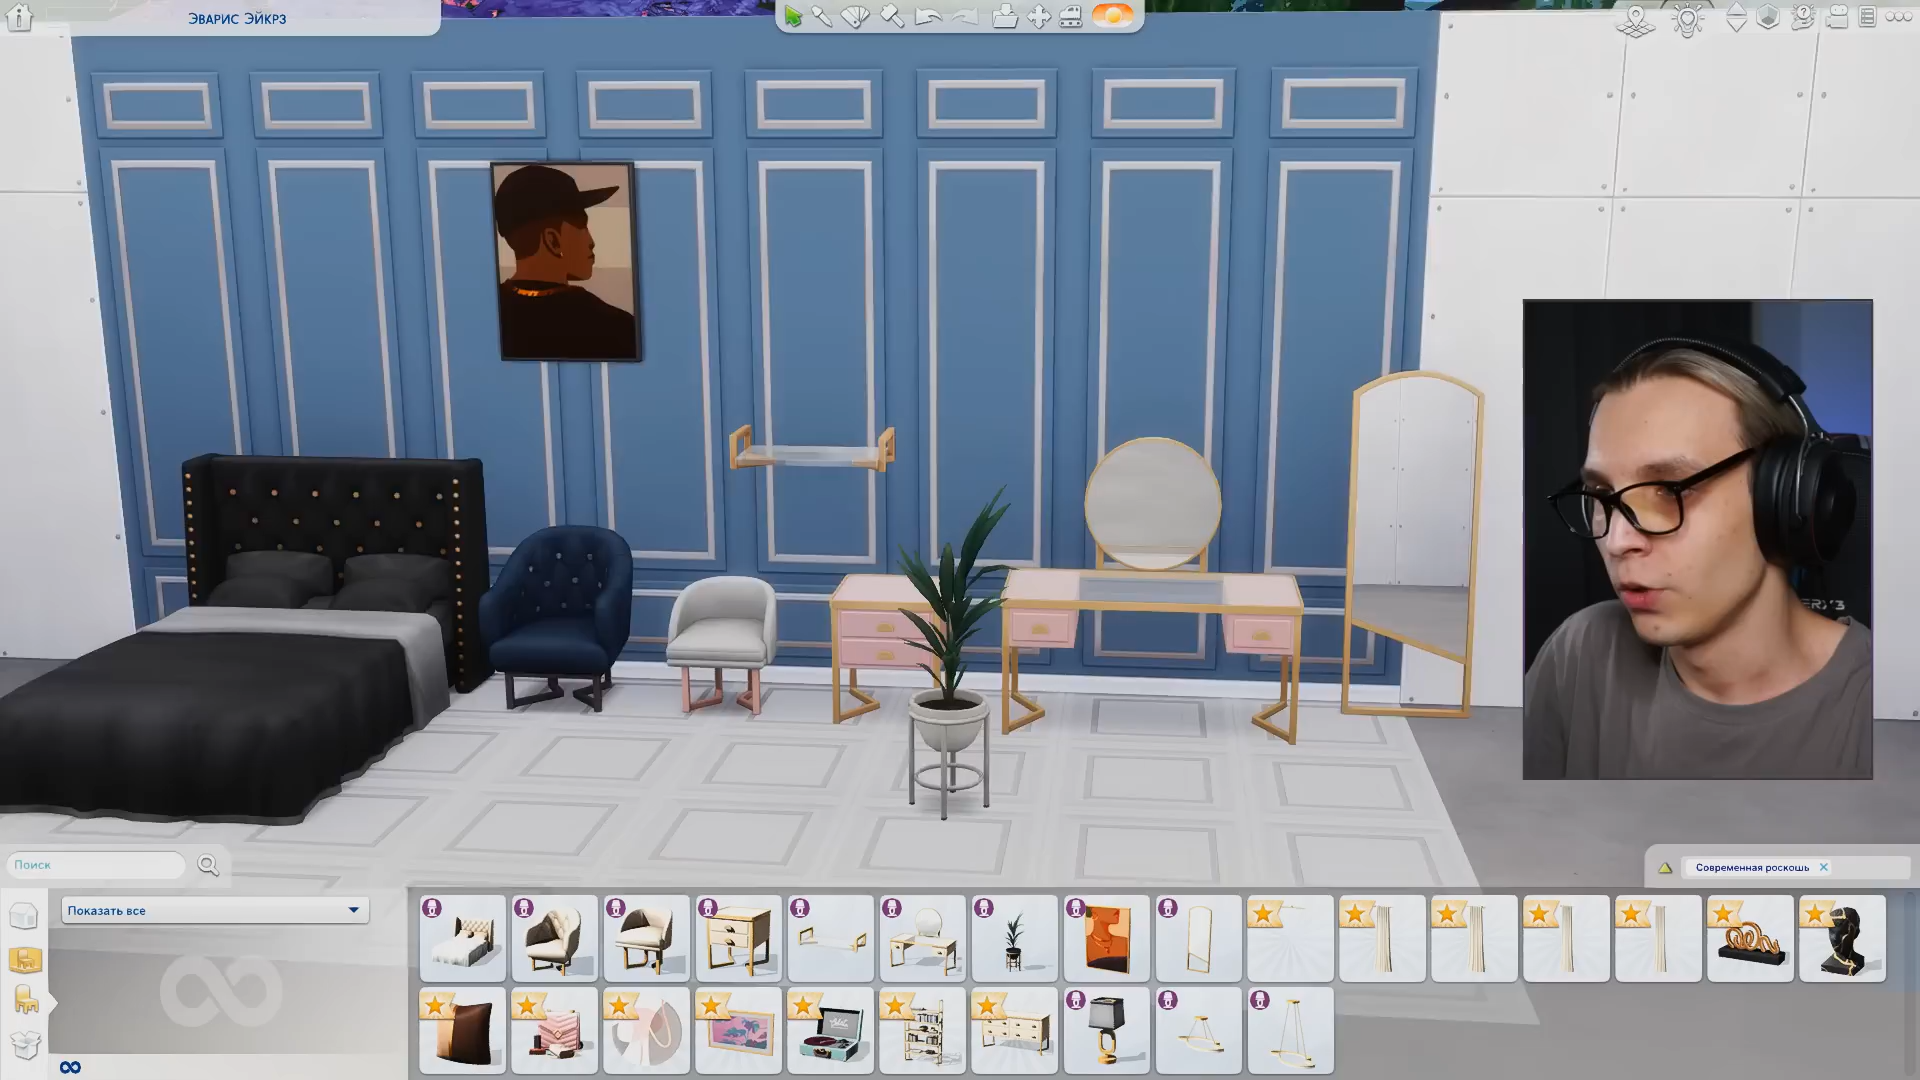 Эварис Эйкрз
Поиск
Современная роскошь
Показать все